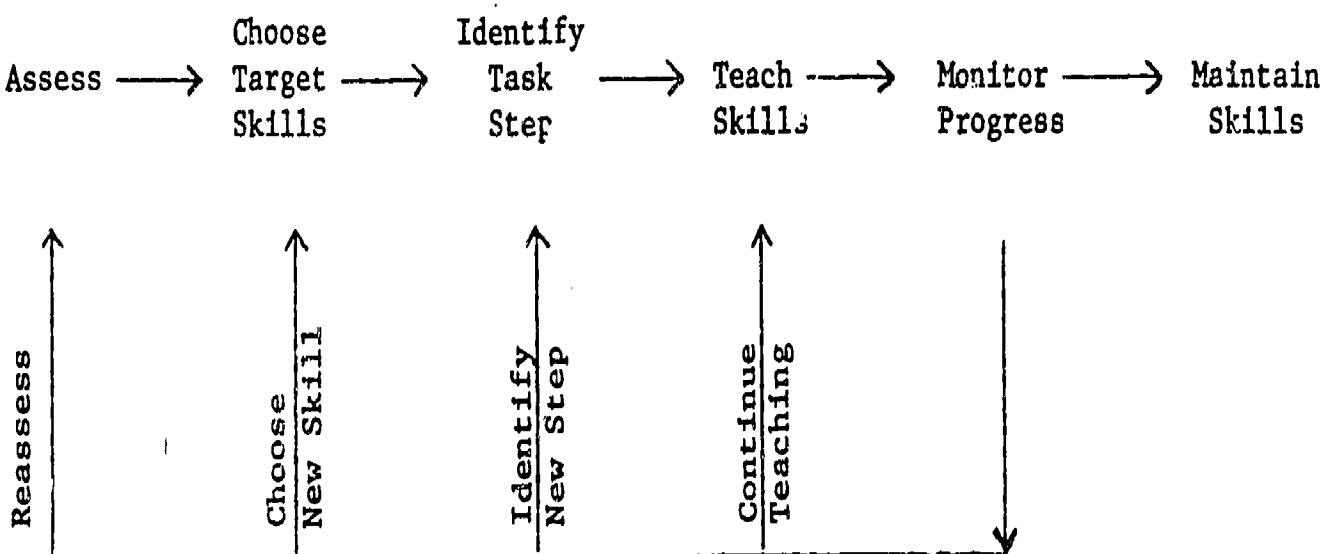 Assess
Choose
Target
Skills
Identify
Task
Step
Teach
Skills
Monitor
Progress
Maintain
Skills
Reassess
Choose
New Skill
Identify
New Step
Continue
Teaching